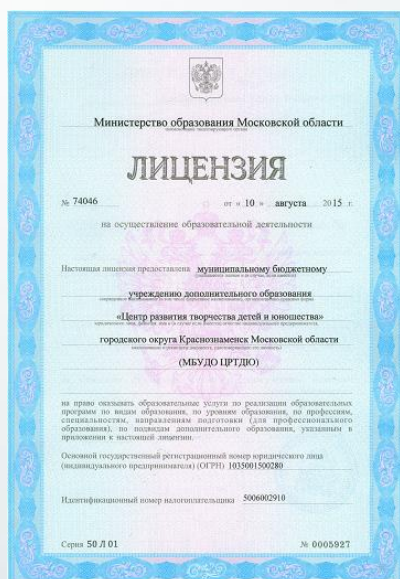 Министерство образования Московской области
наименование лицензирующего органа
ЛИЦЕНЗИЯ
№ 74046 от « 10 » августа 2015 г.
на осуществление образовательной деятельности
Настоящая лицензия предоставлена муниципальному бюджетному
учреждению дополнительного образования
«Центр развития творчества детей и юношества»
городского округа Краснознаменск Московской области
(МБУДО ЦРТДЮ)
на право оказывать образовательные услуги по реализации образовательных
программ по видам образования, по уровням образования, по профессиям,
специальностям, направлениям подготовки (для профессионального
образования), по подвидам дополнительного образования, указанным в
приложении к настоящей лицензии.
Основной государственный регистрационный номер юридического лица
(индивидуального предпринимателя) (ОГРН) 1035001500280
Идентификационный номер налогоплательщика 5006002910
Серия 50 Л 01 № 0005927